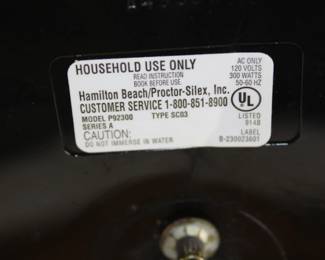 HOUSEHOLD USE ONLY
READ INSTRUCTION
BOOK BEFORE USE
AC ONLY
120 VOLTS
300 WATTS
50-60 HZ
Hamilton Beach/Proctor-Silex, Inc.
CUSTOMER SERVICE 1-800-851-8900
MODEL P92300 TYPE SC03
SERIES A
CAUTION:
DO NOT IMMERSE IN WATER
UL
LISTED
914B
LABEL
B-230023601